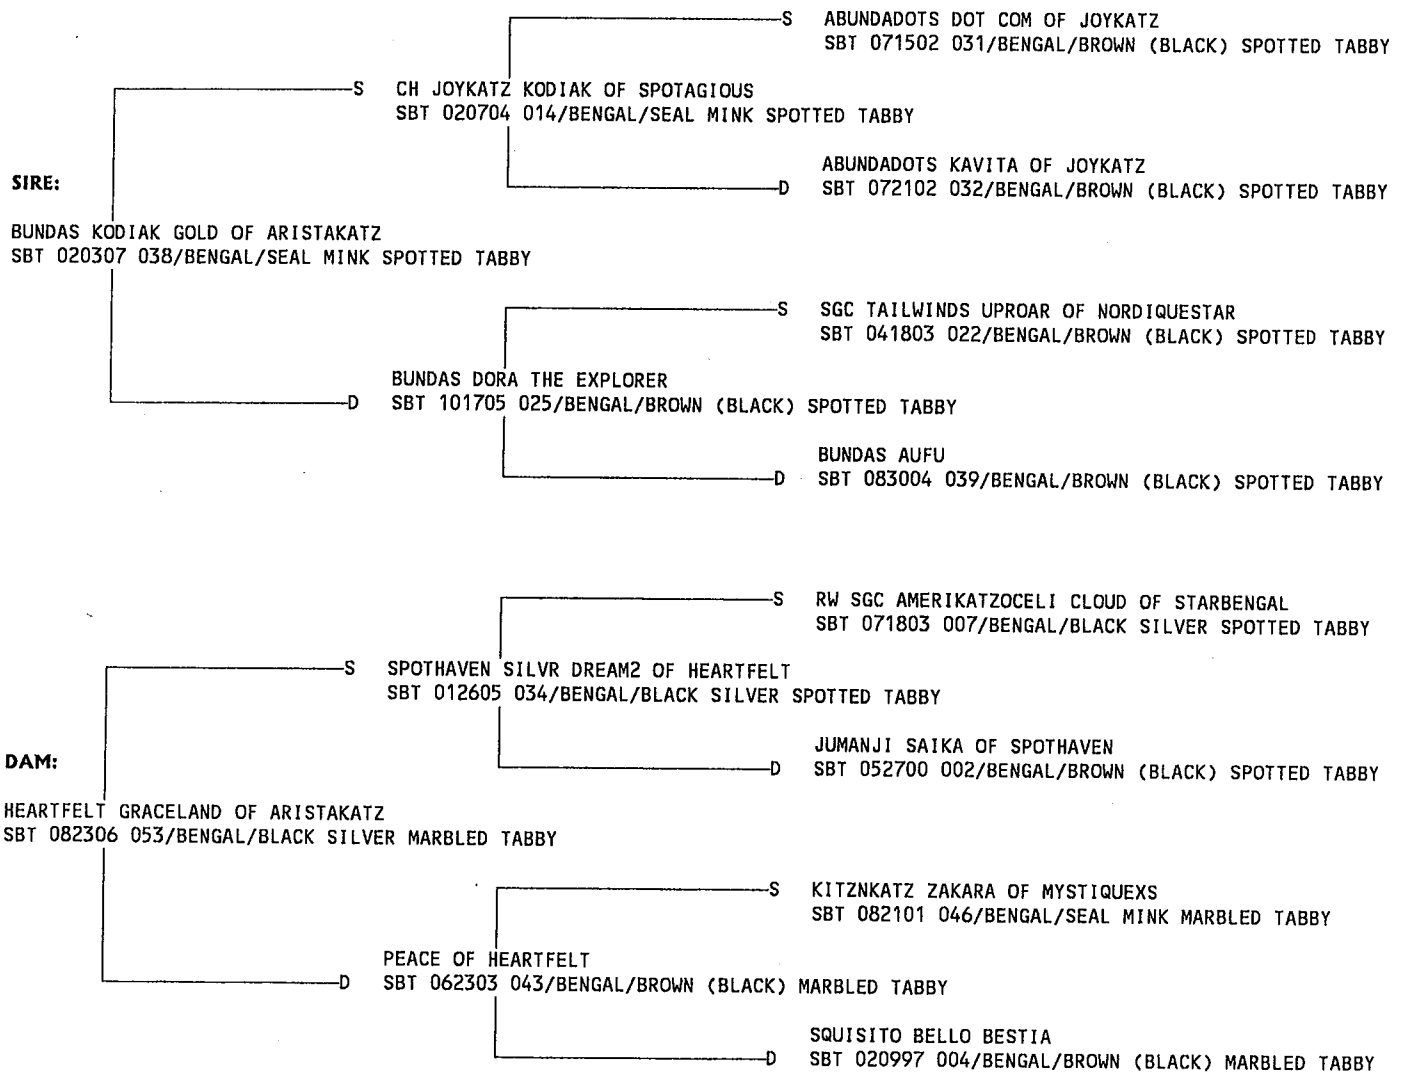 S ABUNDADOTS DOT COM OF JOYKATZ
SBT 071502 031/BENGAL/BROWN (BLACK) SPOTTED TABBY
S CH JOYKATZ KODIAK OF SPOTAGIOUS
SBT 020704 014/BENGAL/SEAL MINK SPOTTED TABBY
ABUNDADOTS KAVITA OF JOYKATZ
D SBT 072102 032/BENGAL/BROWN (BLACK) SPOTTED TABBY
SIRE:
BUNDAS KODIAK GOLD OF ARISTAKATZ
SBT 020307 038/BENGAL/SEAL MINK SPOTTED TABBY
S SGC TAILWINDS UPROAR OF NORDIQUESTAR
SBT 041803 022/BENGAL/BROWN (BLACK) SPOTTED TABBY
BUNDAS DORA THE EXPLORER
D SBT 101705 025/BENGAL/BROWN (BLACK) SPOTTED TABBY
BUNDAS AUFU
D SBT 083004 039/BENGAL/BROWN (BLACK) SPOTTED TABBY
S RW SGC AMERIKATZOCELI CLOUD OF STARBENGAL
SBT 071803 007/BENGAL/BLACK SILVER SPOTTED TABBY
S SPOTHAVEN SILVR DREAM2 OF HEARTFELT
SBT 012605 034/BENGAL/BLACK SILVER SPOTTED TABBY
JUMANJI SAIKA OF SPOTHAVEN
D SBT 052700 002/BENGAL/BROWN (BLACK) SPOTTED TABBY
DAM:
HEARTFELT GRACELAND OF ARISTAKATZ
SBT 082306 053/BENGAL/BLACK SILVER MARBLED TABBY
S KITZNKATZ ZAKARA OF MYSTIQUEXS
SBT 082101 046/BENGAL/SEAL MINK MARBLED TABBY
PEACE OF HEARTFELT
D SBT 062303 043/BENGAL/BROWN (BLACK) MARBLED TABBY
SQUISITO BELLO BESTIA
D SBT 020997 004/BENGAL/BROWN (BLACK) MARBLED TABBY